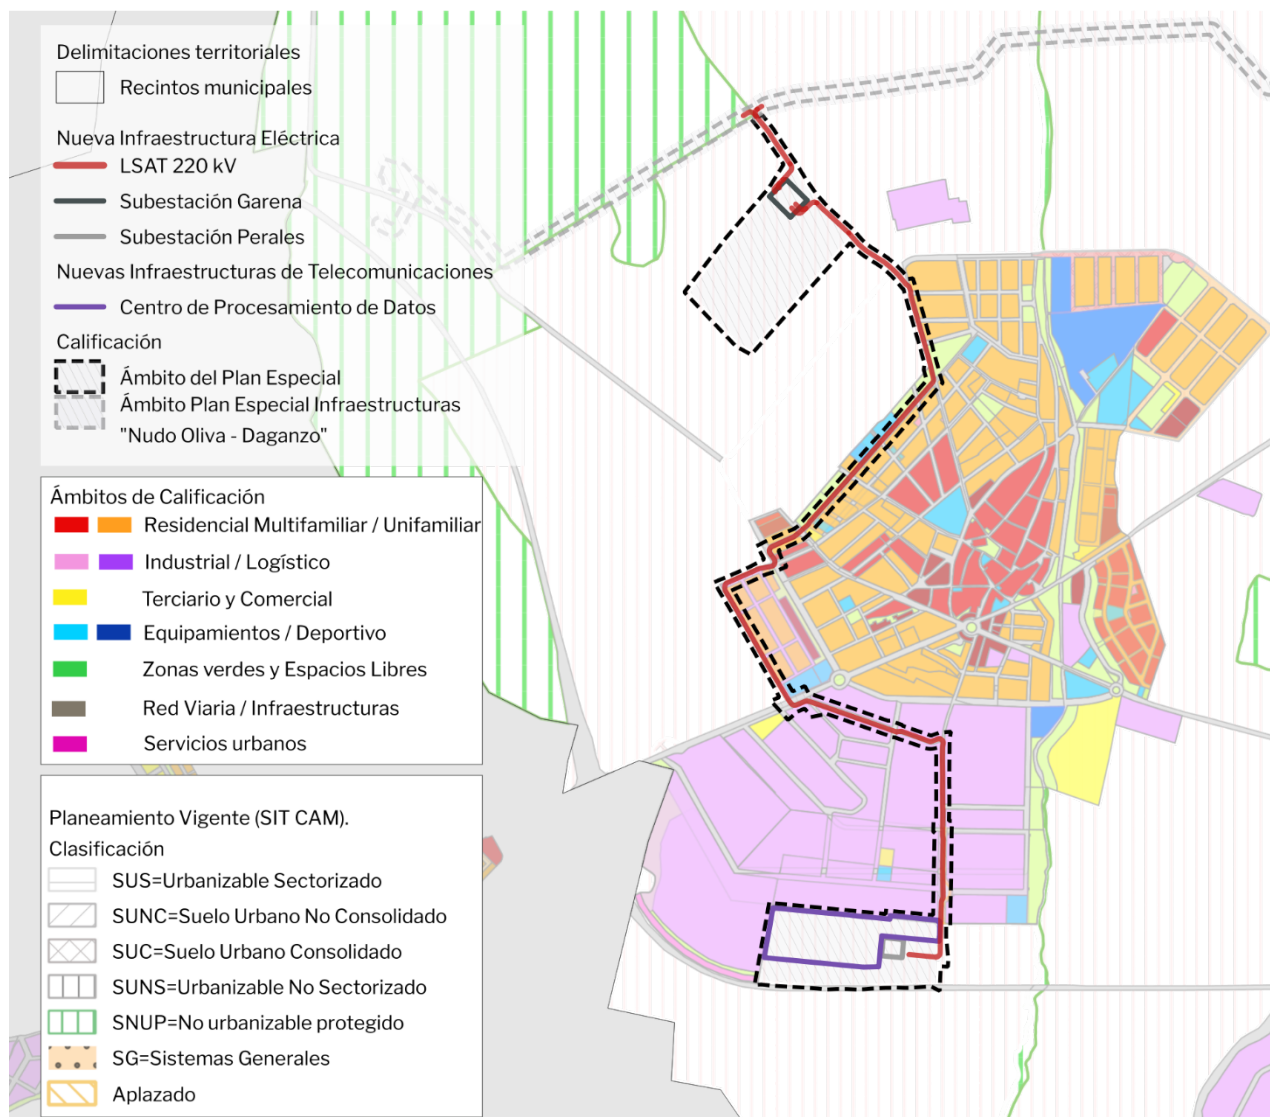 Delimitaciones territoriales
Recintos municipales
Nueva Infraestructura Eléctrica
LSAT 220 kV
Subestación Garena
Subestación Perales
Nuevas Infraestructuras de Telecomunicaciones
Centro de Procesamiento de Datos
Calificación
Ámbito del Plan Especial
Ámbito Plan Especial Infraestructuras
"Nudo Oliva - Daganzo"
Ámbitos de Calificación
Residencial Multifamiliar / Unifamiliar
Industrial / Logístico
Terciario y Comercial
Equipamientos / Deportivo
Zonas verdes y Espacios Libres
Red Viaria / Infraestructuras
Servicios urbanos
Planeamiento Vigente (SIT CAM).
Clasificación
SUS=Urbanizable Sectorizado
SUNC=Suelo Urbano No Consolidado
SUC=Suelo Urbano Consolidado
SUNS=Urbanizable No Sectorizado
SNUP=No urbanizable protegido
SG=Sistemas Generales
Aplazado